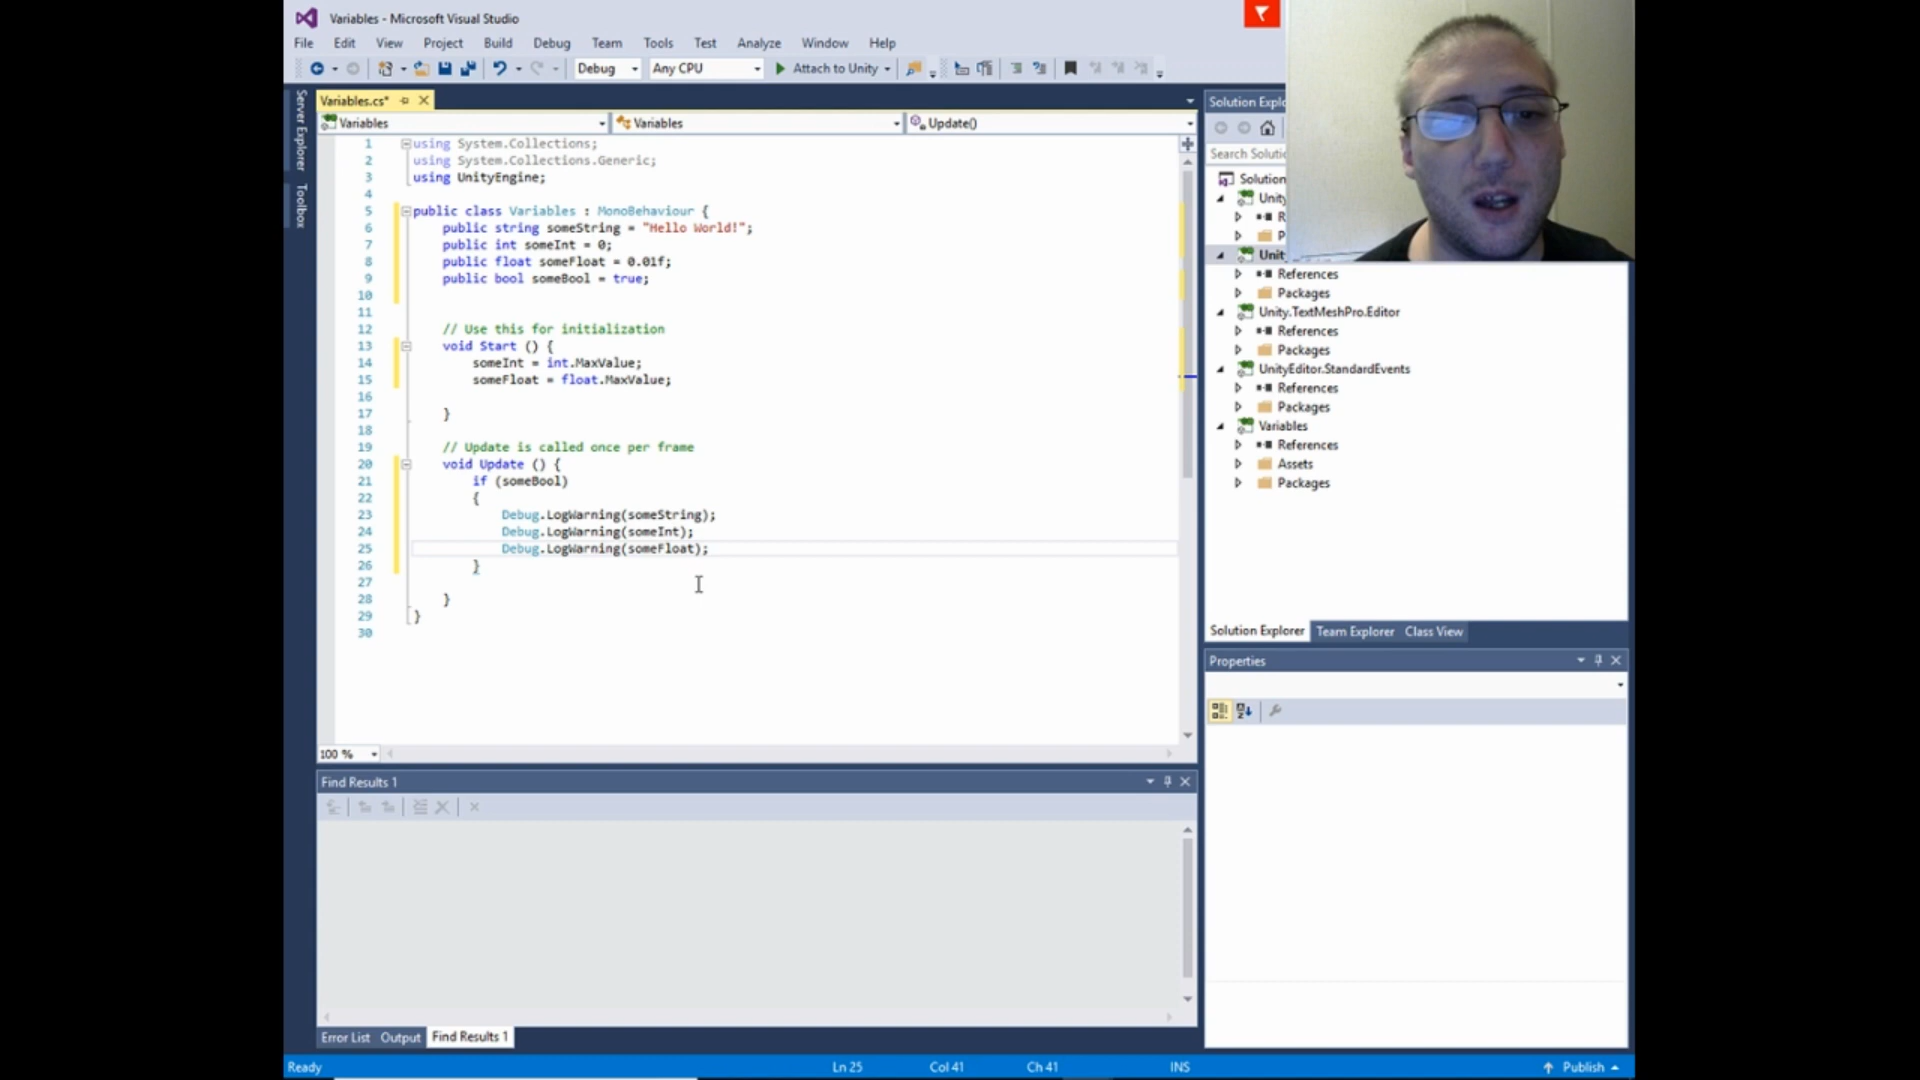 Variables - Microsoft Visual Studio
File Edit View Project Build Debug Team Tools Test Analyze Window Help
Debug Any CPU Attach to Unity
Server Explorer
Toolbox
Variables.cs*
Variables Variables Update()
1 using System.Collections;
2 using System.Collections.Generic;
3 using UnityEngine;
4
5 public class Variables : MonoBehaviour {
6 public string someString = "Hello World!";
7 public int someInt = 0;
8 public float someFloat = 0.01f;
9 public bool someBool = true;
10
11
12 // Use this for initialization
13 void Start () {
14 someInt = int.MaxValue;
15 someFloat = float.MaxValue;
16
17 }
18
19 // Update is called once per frame
20 void Update () {
21 if (someBool)
22 {
23 Debug.LogWarning(someString);
24 Debug.LogWarning(someInt);
25 Debug.LogWarning(someFloat);
26 }
27
28 }
29 }
30
100 %
Find Results 1
Error List Output Find Results 1
Solution Explo
Search Soluti
Solution
Unity
R
P
Unit
References
Packages
Unity.TextMeshPro.Editor
References
Packages
UnityEditor.StandardEvents
References
Packages
Variables
References
Assets
Packages
Solution Explorer Team Explorer Class View
Properties
Ready Ln 25 Col 41 Ch 41 INS Publish